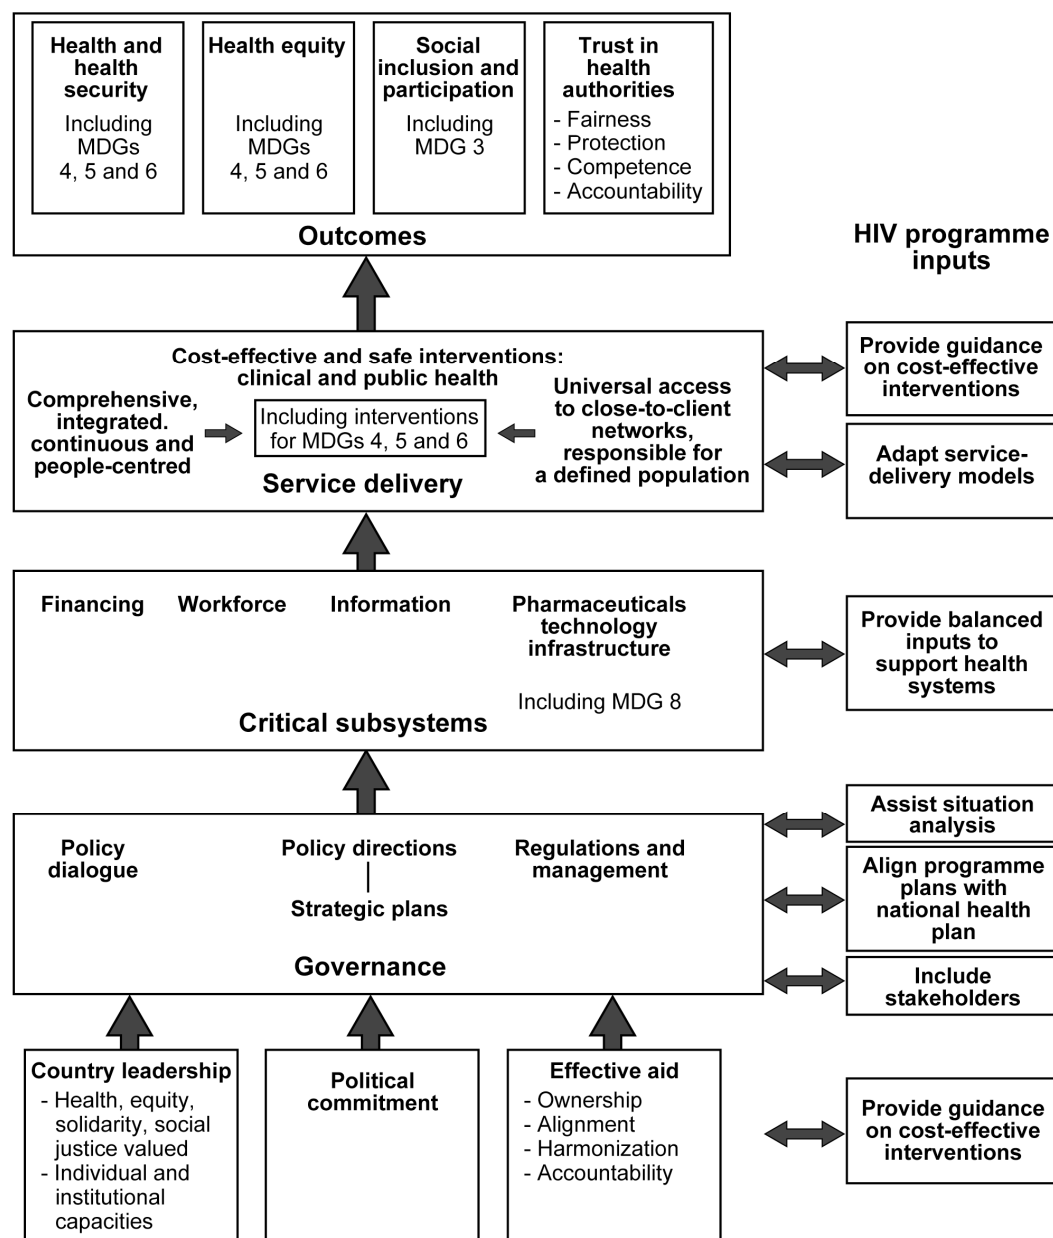 Health and
health
security
Including
MDGs
4, 5 and 6
Health equity
Including
MDGs
4, 5 and 6
Social
inclusion and
participation
Including
MDG 3
Trust in
health
authorities
- Fairness
- Protection
- Competence
- Accountability
Outcomes
HIV programme
inputs
Cost-effective and safe interventions:
clinical and public health
Comprehensive,
integrated.
continuous and
people-centred
Including interventions
for MDGs 4, 5 and 6
Universal access
to close-to-client
networks,
responsible for
a defined population
Service delivery
Provide guidance
on cost-effective
interventions
Adapt service-
delivery models
Financing
Workforce
Information
Pharmaceuticals
technology
infrastructure
Including MDG 8
Critical subsystems
Provide balanced
inputs to
support health
systems
Policy
dialogue
Policy directions
Strategic plans
Regulations and
management
Governance
Assist situation
analysis
Align programme
plans with
national health
plan
Include
stakeholders
Country leadership
- Health, equity,
solidarity, social
justice valued
- Individual and
institutional
capacities
Political
commitment
Effective aid
- Ownership
- Alignment
- Harmonization
- Accountability
Provide guidance
on cost-effective
interventions